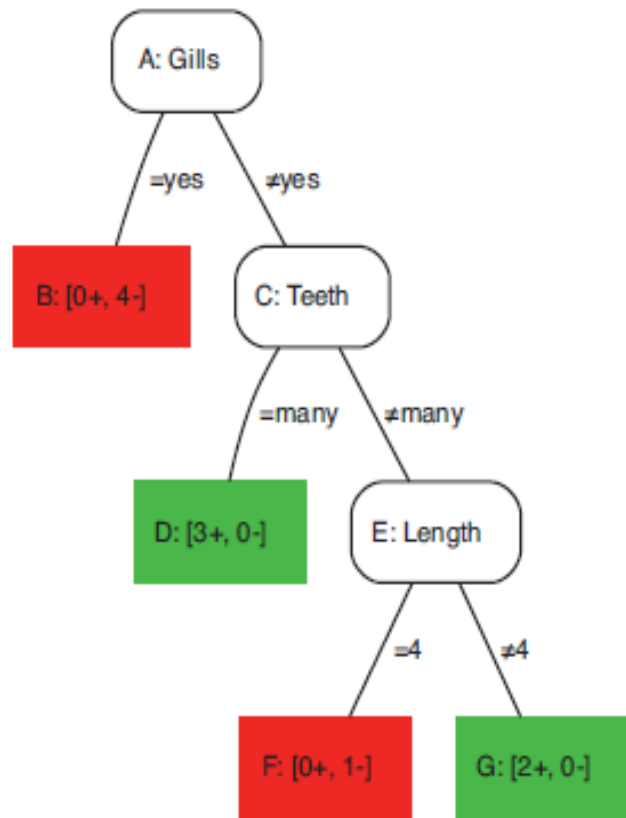 A: Gills
=yes
≠yes
B: [0+, 4-]
C: Teeth
=many
≠many
D: [3+, 0-]
E: Length
=4
≠4
F: [0+, 1-]
G: [2+, 0-]